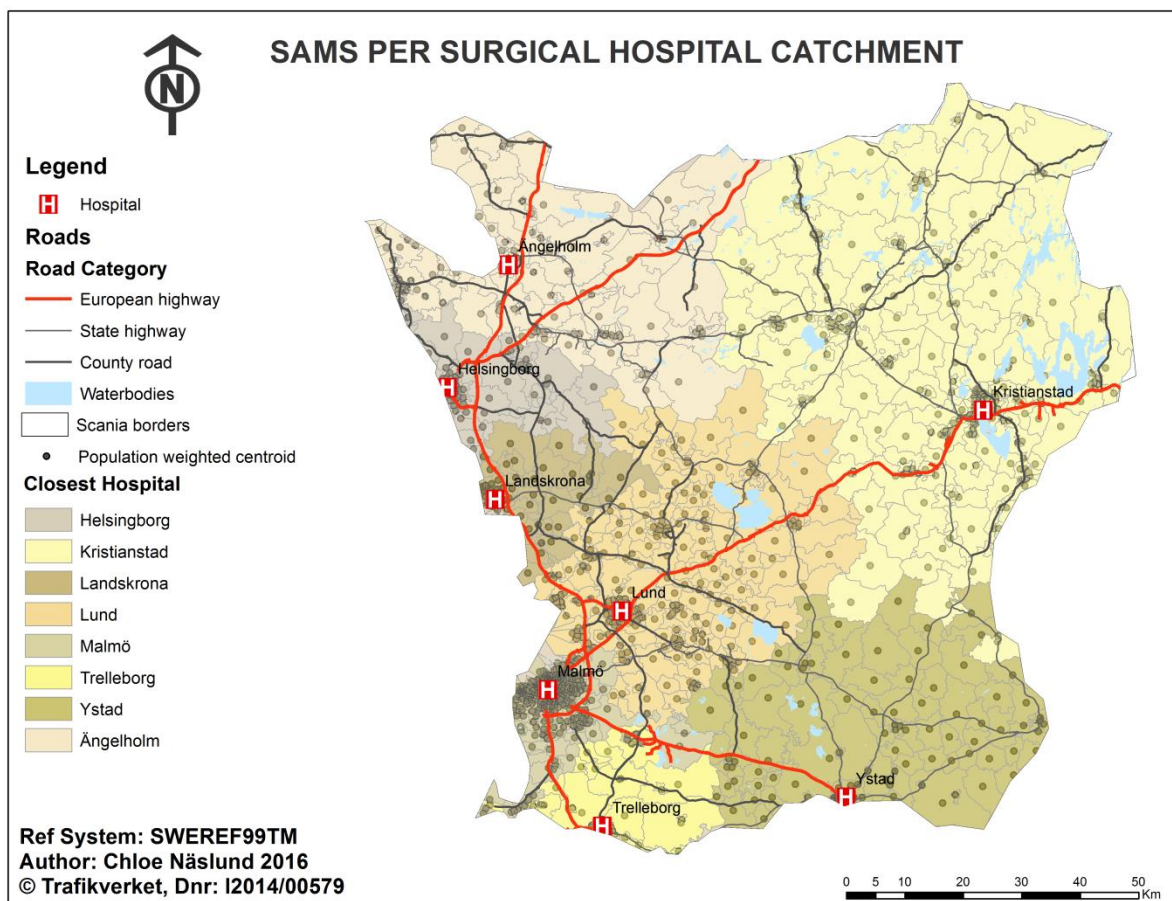 SAMS PER SURGICAL HOSPITAL CATCHMENT
N
Legend
H Hospital
Roads
Road Category
European highway
State highway
County road
Waterbodies
Scania borders
Population weighted centroid
Closest Hospital
Helsingborg
Kristianstad
Landskrona
Lund
Malmö
Trelleborg
Ystad
Ängelholm
Ängelholm
H
Helsingborg
H
Kristianstad
H
Landskrona
H
Lund
H
Malmö
H
Ystad
H
Trelleborg
H
Ref System: SWEREF99TM
Author: Chloe Näslund 2016
© Trafikverket, Dnr: I2014/00579
0 5 10 20 30 40 50
Km